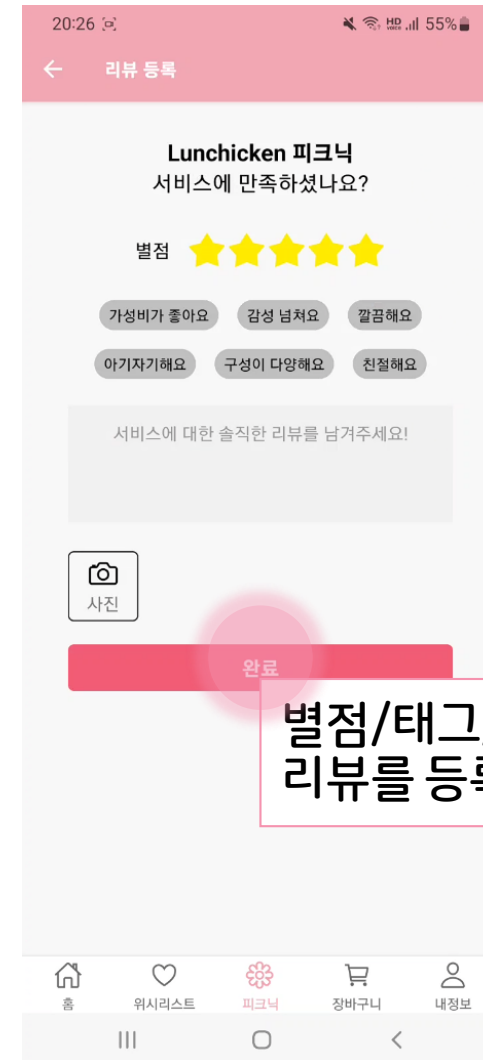 20:26 55%
리뷰 등록
Lunchicken 피크닉
서비스에 만족하셨나요?
별점
가성비가 좋아요 감성 넘쳐요 깔끔해요
아기자기해요 구성이 다양해요 친절해요
서비스에 대한 솔직한 리뷰를 남겨주세요!
사진
완료
별점/태그
리뷰를 등록
홈 위시리스트 피크닉 장바구니 내정보